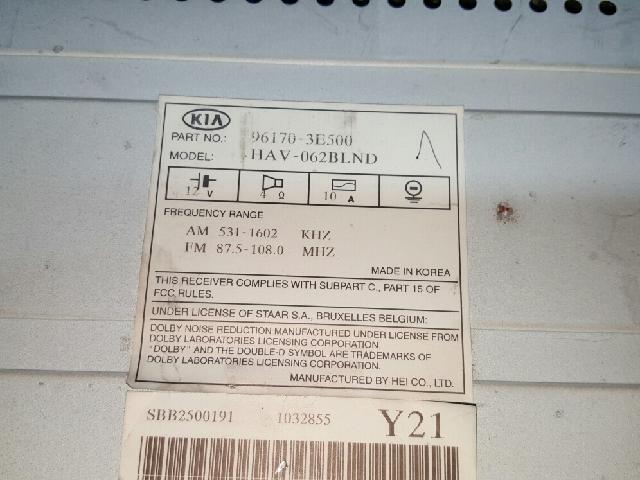 KIA
PART NO.: 96170-3E500
MODEL: HAV-062BLND
12 V 4 Ω 10 A
FREQUENCY RANGE
AM 531-1602 KHZ
FM 87.5-108.0 MHZ
MADE IN KOREA
THIS RECEIVER COMPLIES WITH SUBPART C., PART 15 OF
FCC RULES.
UNDER LICENSE OF STAAR S.A., BRUXELLES BELGIUM:
DOLBY NOISE REDUCTION MANUFACTURED UNDER LICENSE FROM
DOLBY LABORATORIES LICENSING CORPORATION.
"DOLBY" AND THE DOUBLE-D SYMBOL ARE TRADEMARKS OF
DOLBY LABORATORIES LICENSING CORPORATION.
MANUFACTURED BY HEI CO., LTD.
SBB2500191 1032855 Y21